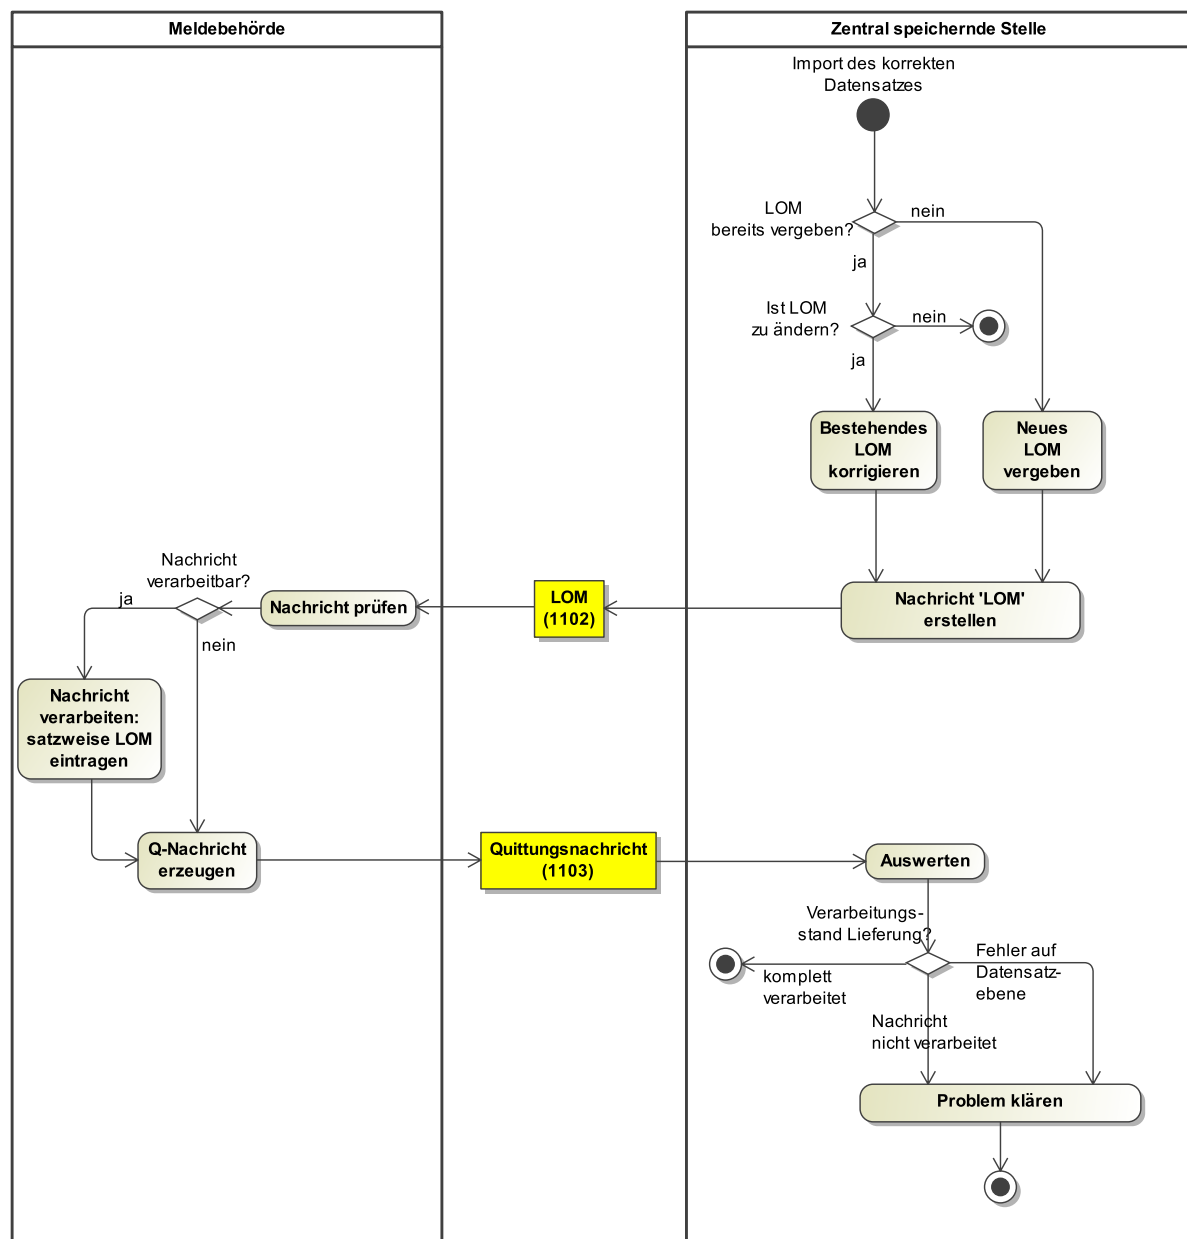 Meldebehörde
Zentral speichernde Stelle
Import des korrekten
Datensatzes
LOM
bereits vergeben?
nein
ja
Ist LOM
zu ändern?
nein
ja
Bestehendes
LOM
korrigieren
Neues
LOM
vergeben
Nachricht 'LOM'
erstellen
LOM
(1102)
Nachricht prüfen
Nachricht
verarbeitbar?
ja
nein
Nachricht
verarbeiten:
satzweise LOM
eintragen
Q-Nachricht
erzeugen
Quittungsnachricht
(1103)
Auswerten
Verarbeitungs-
stand Lieferung?
komplett
verarbeitet
Fehler auf
Datensatz-
ebene
Nachricht
nicht verarbeitet
Problem klären